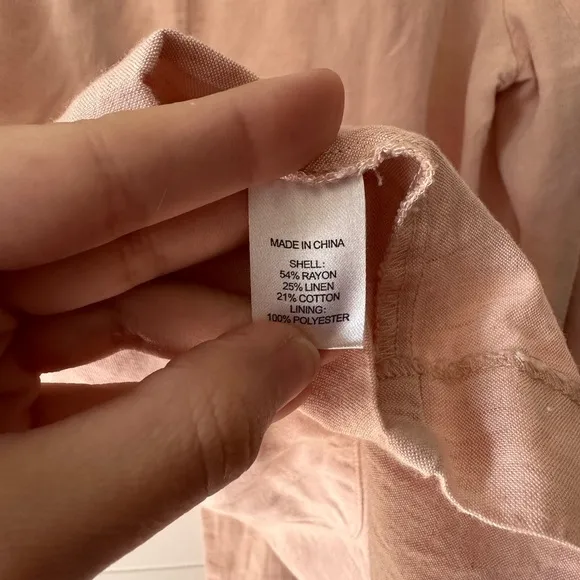 MADE IN CHINA
SHELL:
54% RAYON
25% LINEN
21% COTTON
LINING:
100% POLYESTER